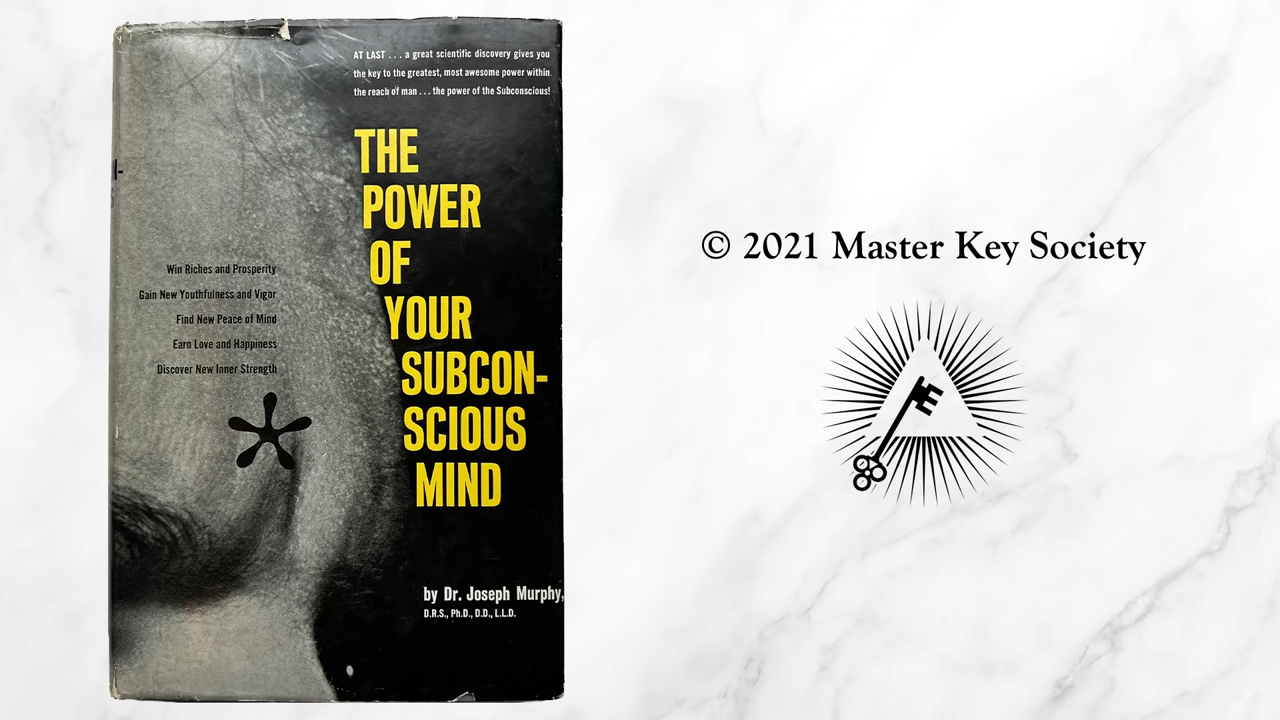 AT LAST . . . a great scientific discovery gives you
the key to the greatest, most awesome power within
the reach of man . . . the power of the Subconscious!
THE
POWER
OF
YOUR
SUBCON-
SCIOUS
MIND
Win Riches and Prosperity
Gain New Youthfulness and Vigor
Find New Peace of Mind
Earn Love and Happiness
Discover New Inner Strength
by Dr. Joseph Murphy,
D.R.S., Ph.D., D.D., L.L.D.
© 2021 Master Key Society